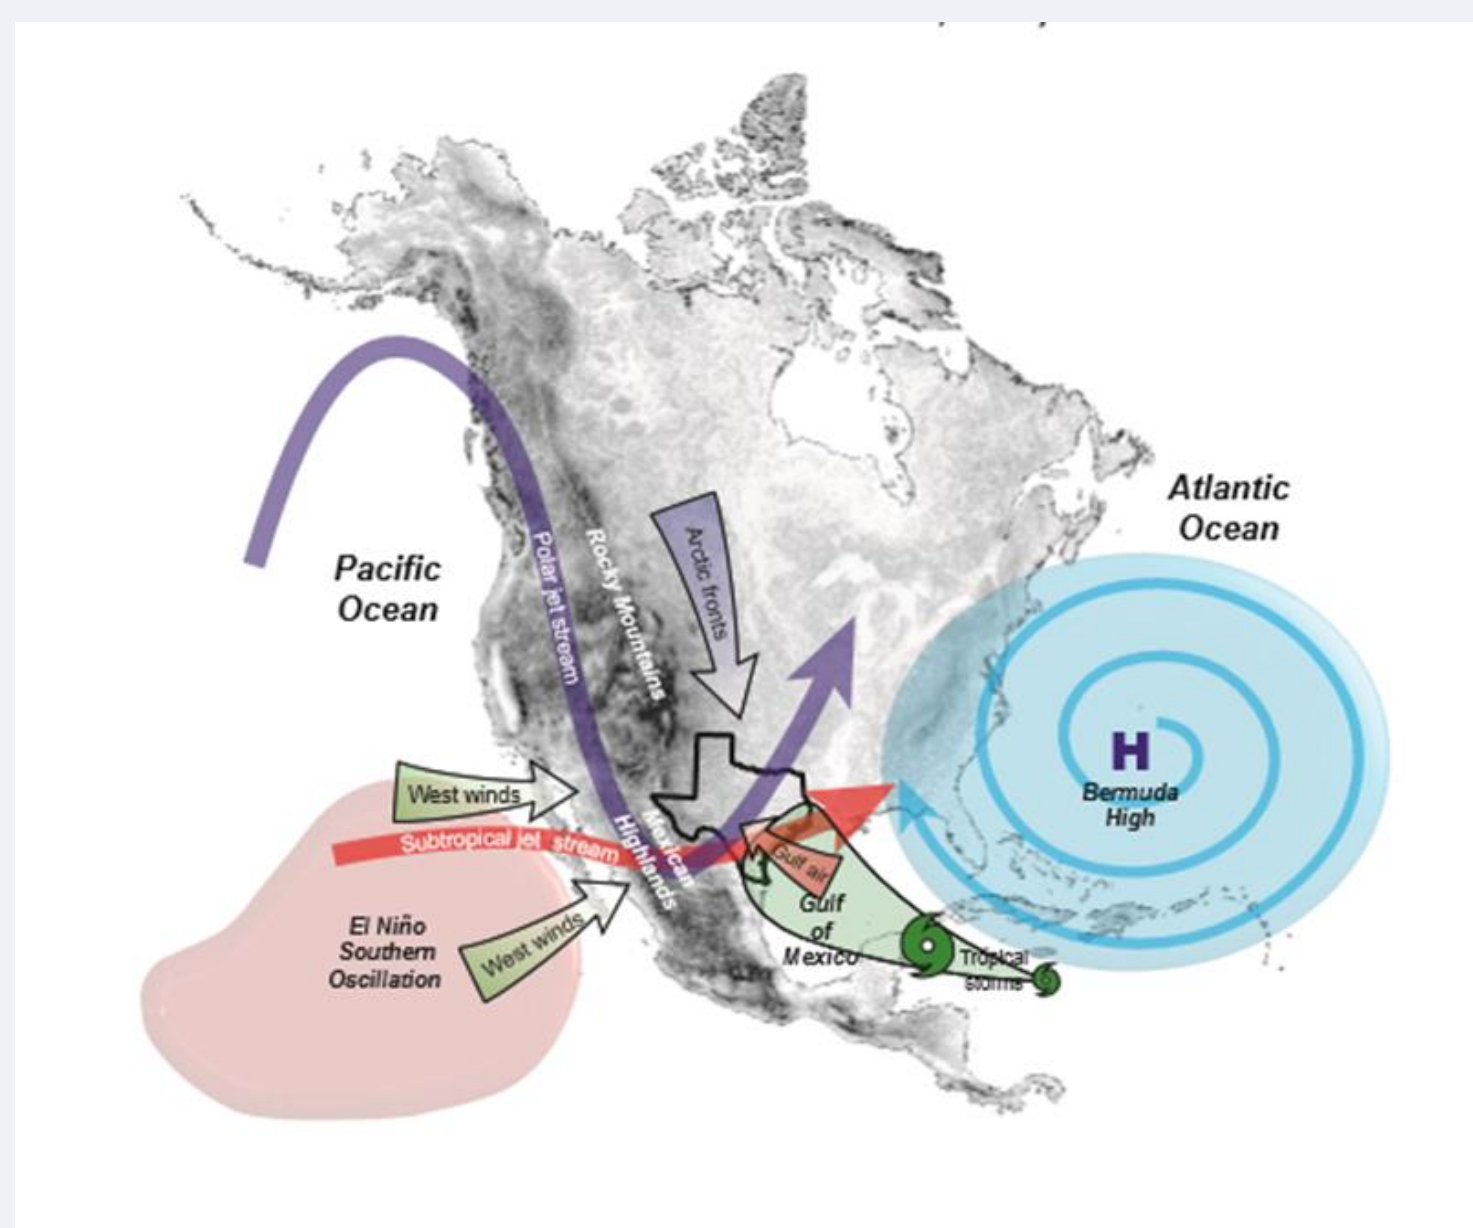 Atlantic
Ocean
Pacific
Ocean
Polar jet stream
Rocky Mountains
Arctic fronts
West winds
Subtropical jet stream
Mexican
Highlands
H
Bermuda
High
Gulf air
Gulf
of
Mexico
El Niño
Southern
Oscillation
West winds
Tropical
storms